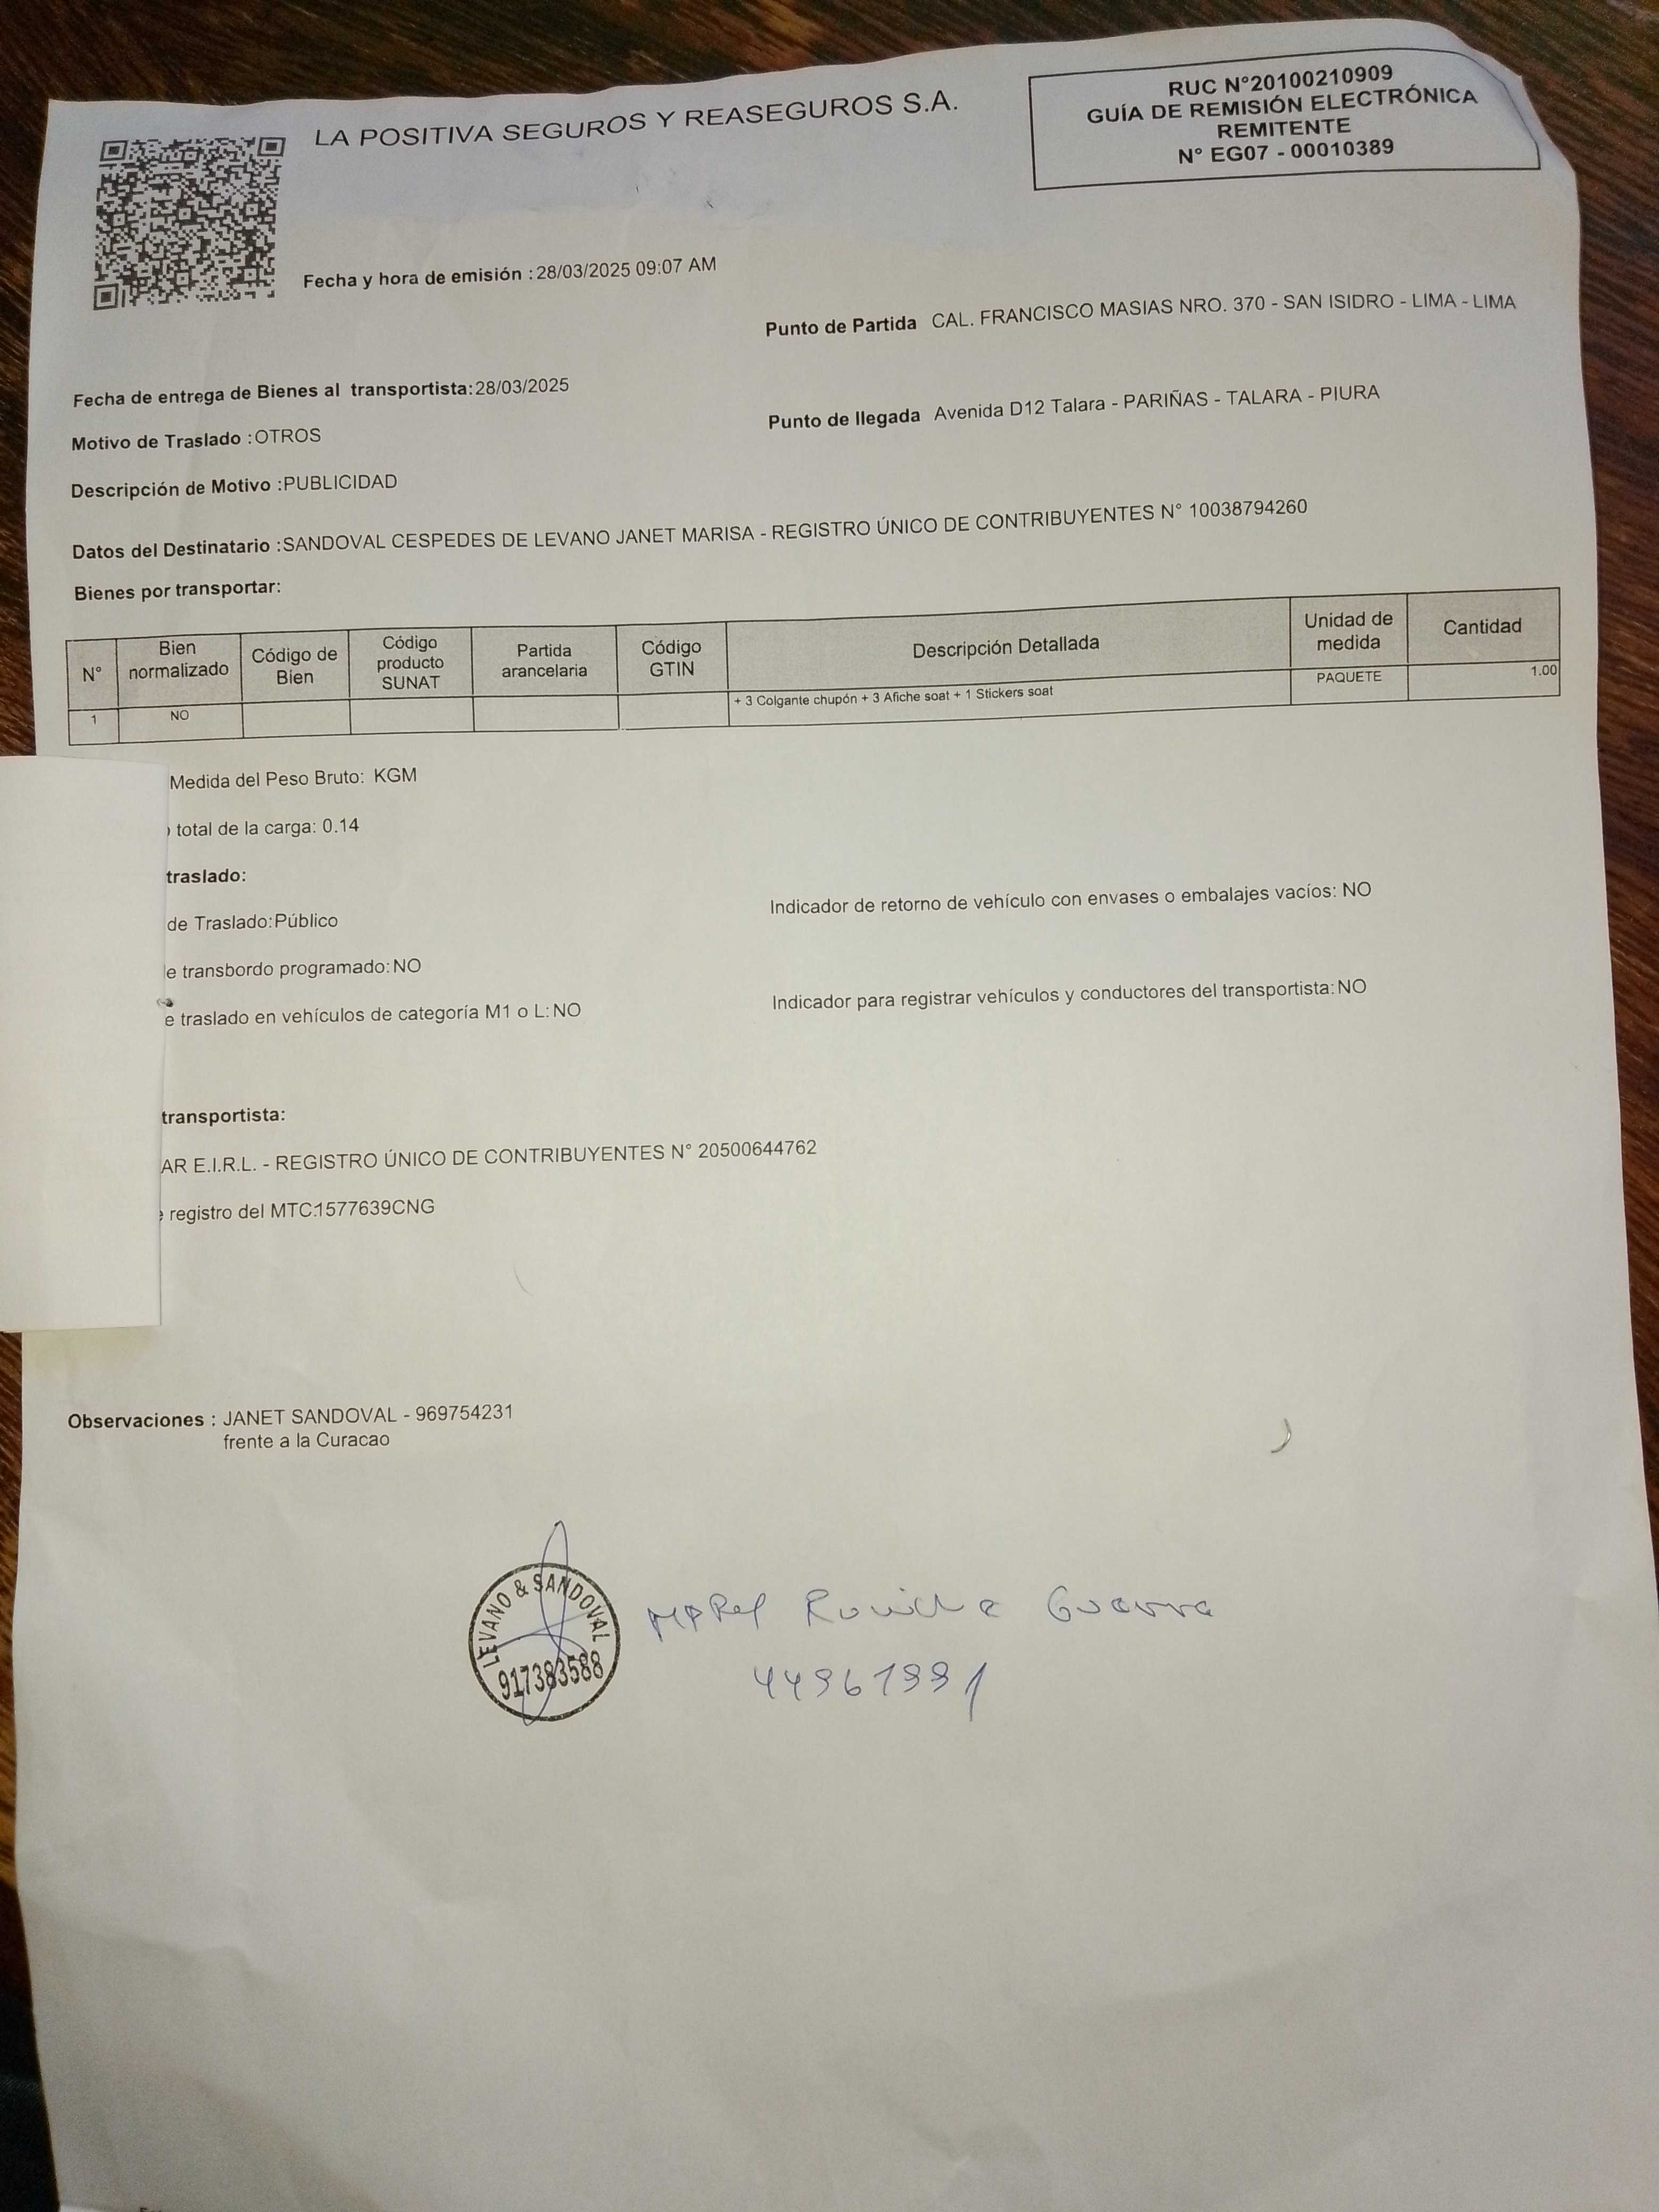 LA POSITIVA SEGUROS Y REASEGUROS S.A.
RUC N°20100210909
GUÍA DE REMISIÓN ELECTRÓNICA
REMITENTE
N° EG07 - 00010389
Fecha y hora de emisión : 28/03/2025 09:07 AM
Punto de Partida CAL. FRANCISCO MASIAS NRO. 370 - SAN ISIDRO - LIMA - LIMA
Fecha de entrega de Bienes al transportista: 28/03/2025
Punto de llegada Avenida D12 Talara - PARIÑAS - TALARA - PIURA
Motivo de Traslado : OTROS
Descripción de Motivo : PUBLICIDAD
Datos del Destinatario : SANDOVAL CESPEDES DE LEVANO JANET MARISA - REGISTRO ÚNICO DE CONTRIBUYENTES N° 10038794260
Bienes por transportar:
N° Bien normalizado Código de Bien Código producto SUNAT Partida arancelaria Código GTIN Descripción Detallada Unidad de medida Cantidad
1 NO + 3 Colgante chupón + 3 Afiche soat + 1 Stickers soat PAQUETE 1.00
Medida del Peso Bruto: KGM
total de la carga: 0.14
traslado:
de Traslado: Público
Indicador de retorno de vehículo con envases o embalajes vacíos: NO
e transbordo programado: NO
e traslado en vehículos de categoría M1 o L: NO
Indicador para registrar vehículos y conductores del transportista: NO
transportista:
AR E.I.R.L. - REGISTRO ÚNICO DE CONTRIBUYENTES N° 20500644762
registro del MTC:1577639CNG
Observaciones : JANET SANDOVAL - 969754231
frente a la Curacao
LEVANO & SANDOVAL
917383588
Guerra